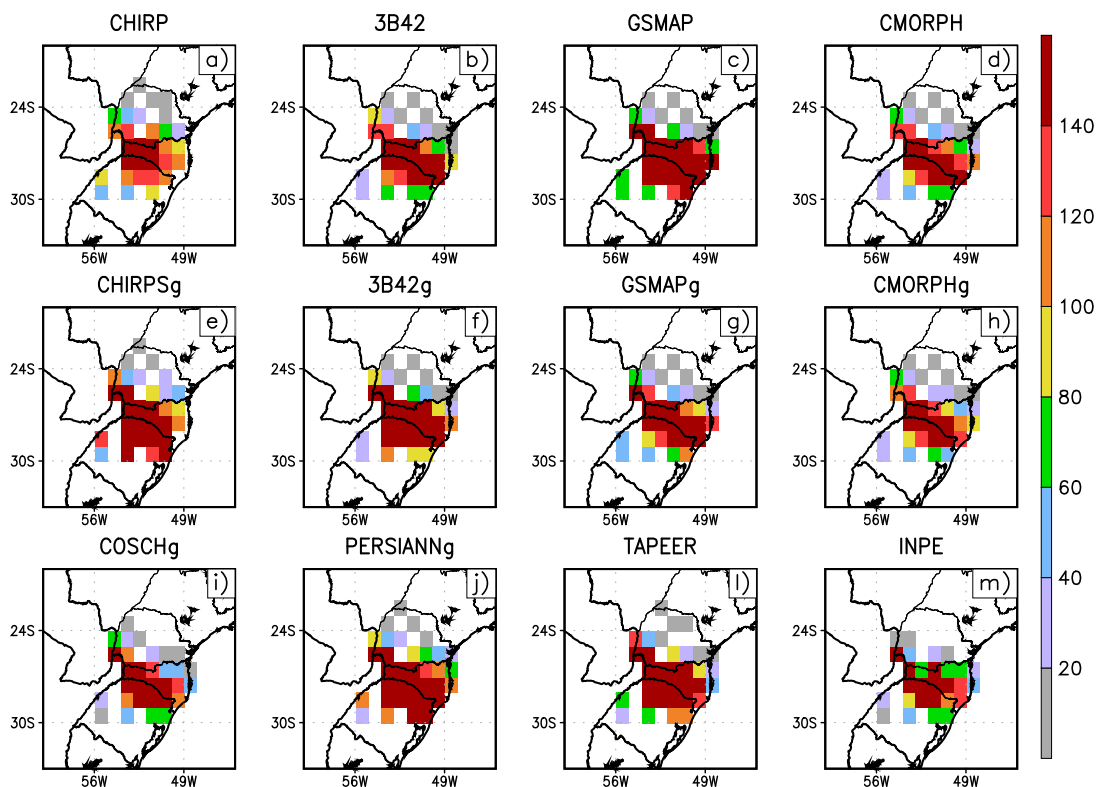 CHIRP 3B42 GSMAP CMORPH
a) b) c) d)
24S 24S 24S 24S
140
30S 30S 30S 30S
120
56W 49W 56W 49W 56W 49W 56W 49W
CHIRPSg 3B42g GSMAPg CMORPHg
100
e) f) g) h)
24S 24S 24S 24S
80
30S 30S 30S 30S
60
56W 49W 56W 49W 56W 49W 56W 49W
COSCHg PERSIANNg TAPEER INPE
40
i) j) l) m)
24S 24S 24S 24S
20
30S 30S 30S 30S
56W 49W 56W 49W 56W 49W 56W 49W